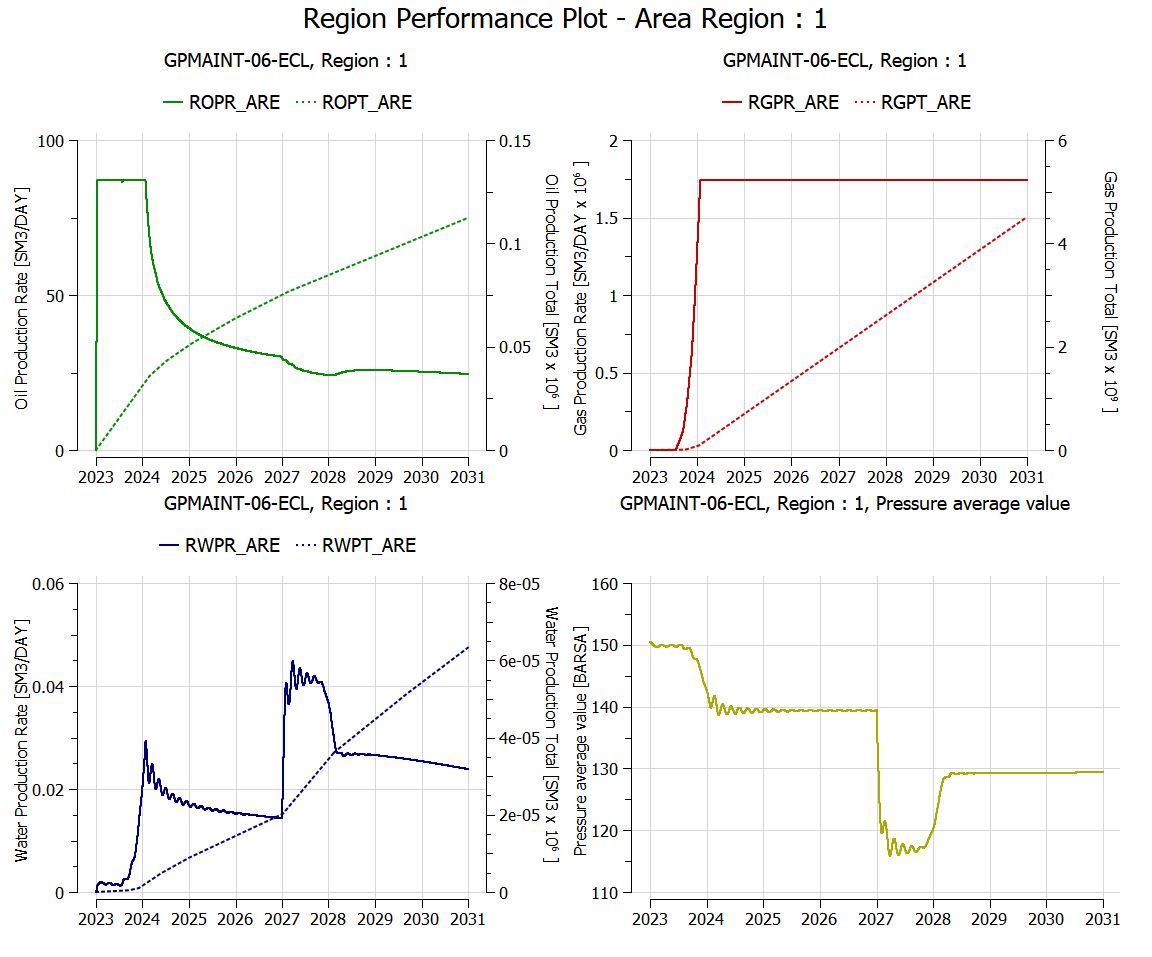 Region Performance Plot - Area Region : 1
GPMAINT-06-ECL, Region : 1
ROPR_ARE ROPT_ARE
100
50
0
0.15
0.1
0.05
0
Oil Production Rate [SM3/DAY]
Oil Production Total [SM3 x 10⁶ ]
2023 2024 2025 2026 2027 2028 2029 2030 2031
GPMAINT-06-ECL, Region : 1
RGPR_ARE RGPT_ARE
2
1.5
1
0.5
0
6
4
2
0
Gas Production Rate [SM3/DAY x 10⁶ ]
Gas Production Total [SM3 x 10⁹ ]
2023 2024 2025 2026 2027 2028 2029 2030 2031
GPMAINT-06-ECL, Region : 1
RWPR_ARE RWPT_ARE
0.06
0.04
0.02
0
8e-05
6e-05
4e-05
2e-05
0
Water Production Rate [SM3/DAY]
Water Production Total [SM3 x 10⁶ ]
2023 2024 2025 2026 2027 2028 2029 2030 2031
GPMAINT-06-ECL, Region : 1, Pressure average value
160
150
140
130
120
110
Pressure average value [BARSA]
2023 2024 2025 2026 2027 2028 2029 2030 2031